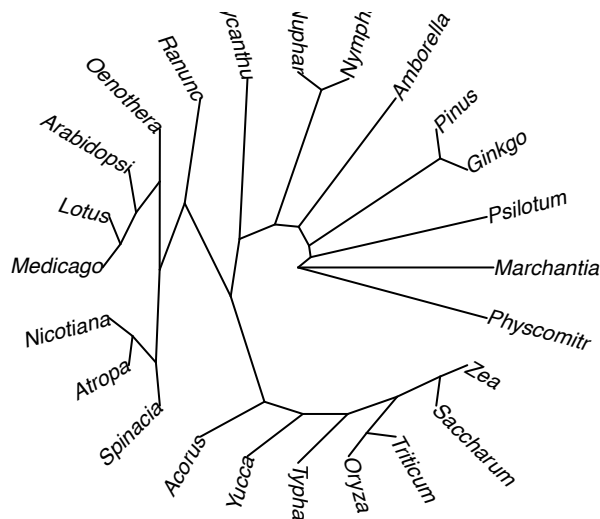 ycanthu
Nuphar
Nymph
Amborella
Ranunc
Pinus
Oenothera
Ginkgo
Arabidopsi
Lotus
Psilotum
Medicago
Marchantia
Nicotiana
Physcomitr
Zea
Atropa
Saccharum
Spinacia
Acorus
Yucca
Typha
Oryza
Triticum